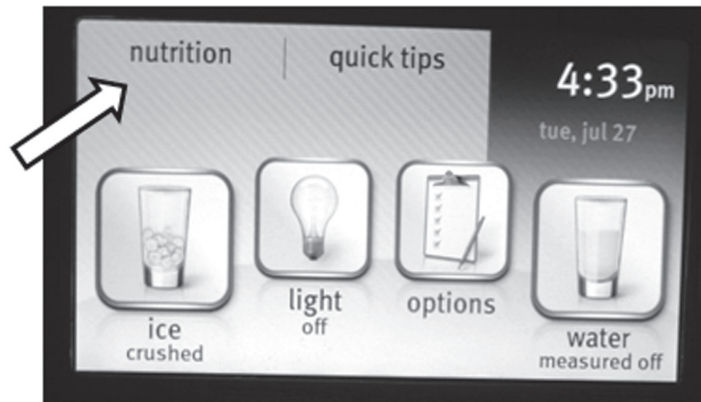 nutrition
quick tips
4:33pm
tue, jul 27
ice
crushed
light
off
options
water
measured off